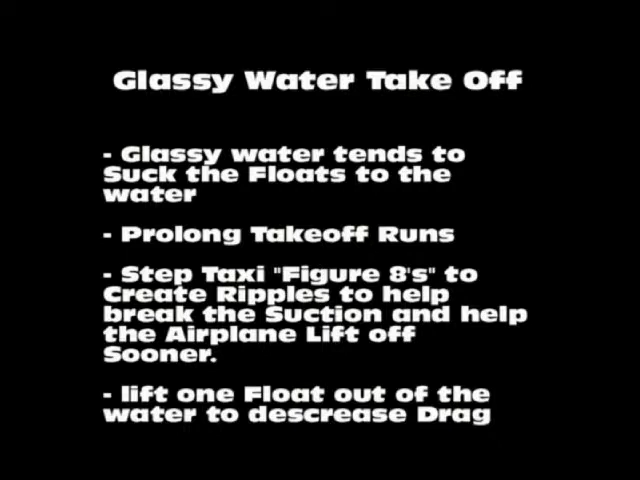 Glassy Water Take Off
- Glassy water tends to
Suck the Floats to the
water
- Prolong Takeoff Runs
- Step Taxi "Figure 8's" to
Create Ripples to help
break the Suction and help
the Airplane Lift off
Sooner.
- lift one Float out of the
water to descrease Drag